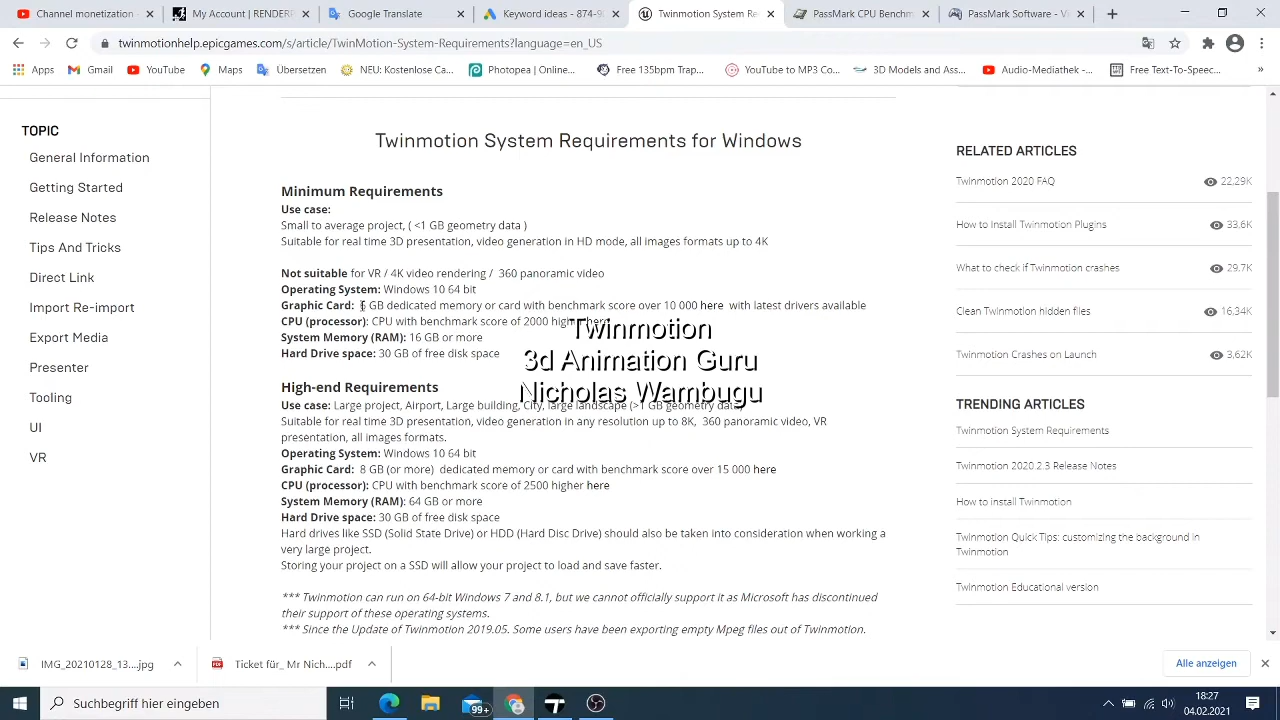 Channel monetization
My Account | RENDERP
Google Translate
Keyword ideas - 874-9
Twinmotion System Re
PassMark CPU Benchm
PassMark Software - Vi
twinmotionhelp.epicgames.com/s/article/TwinMotion-System-Requirements?language=en_US
Apps
Gmail
YouTube
Maps
Übersetzen
NEU: Kostenlose Ca...
Photopea | Online...
Free 135bpm Trap...
YouTube to MP3 Co...
3D Models and Ass...
Audio-Mediathek -...
Free Text-To-Speec...
»
TOPIC
General Information
Getting Started
Release Notes
Tips And Tricks
Direct Link
Import Re-import
Export Media
Presenter
Tooling
UI
VR
Twinmotion System Requirements for Windows
Minimum Requirements
Use case:
Small to average project, ( <1 GB geometry data )
Suitable for real time 3D presentation, video generation in HD mode, all images formats up to 4K
Not suitable for VR / 4K video rendering / 360 panoramic video
Operating System: Windows 10 64 bit
Graphic Card: GB dedicated memory or card with benchmark score over 10 000 here with latest drivers available
CPU (processor): CPU with benchmark score of 2000 higher here
System Memory (RAM): 16 GB or more
Hard Drive space: 30 GB of free disk space
Twinmotion
3d Animation Guru
Nicholas Wambugu
High-end Requirements
Use case: Large project, Airport, Large building, City, large landscape (>1 GB geometry data)
Suitable for real time 3D presentation, video generation in any resolution up to 8K, 360 panoramic video, VR
presentation, all images formats.
Operating System: Windows 10 64 bit
Graphic Card: 8 GB (or more) dedicated memory or card with benchmark score over 15 000 here
CPU (processor): CPU with benchmark score of 2500 higher here
System Memory (RAM): 64 GB or more
Hard Drive space: 30 GB of free disk space
Hard drives like SSD (Solid State Drive) or HDD (Hard Disc Drive) should also be taken into consideration when working a
very large project.
Storing your project on a SSD will allow your project to load and save faster.
*** Twinmotion can run on 64-bit Windows 7 and 8.1, but we cannot officially support it as Microsoft has discontinued
their support of these operating systems.
*** Since the Update of Twinmotion 2019.05. Some users have been exporting empty Mpeg files out of Twinmotion.
RELATED ARTICLES
Twinmotion 2020 FAQ 22,29K
How to Install Twinmotion Plugins 33,6K
What to check if Twinmotion crashes 29.7K
Clean Twinmotion hidden files 16,34K
Twinmotion Crashes on Launch 3,62K
TRENDING ARTICLES
Twinmotion System Requirements
Twinmotion 2020.2.3 Release Notes
How to install Twinmotion
Twinmotion Quick Tips: customizing the background in
Twinmotion
Twinmotion Educational version
IMG_20210128_13....jpg
Ticket für_ Mr Nich....pdf
Alle anzeigen
Suchbegriff hier eingeben
99+
18:27
04.02.2021